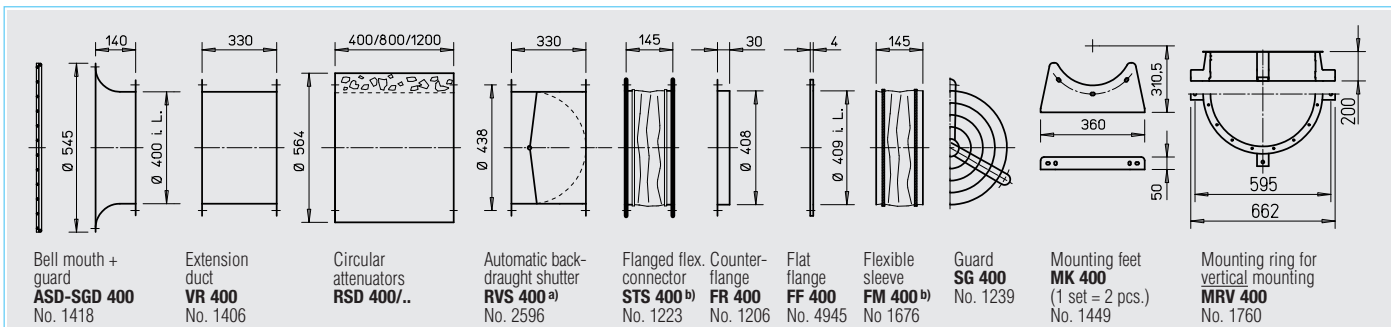 140
330
400/800/1200
330
145
30
4
145
Ø 545
Ø 400 i. L.
Ø 564
Ø 438
Ø 408
Ø 409 i. L.
360
50
310,5
200
595
662
Bell mouth +
guard
ASD-SGD 400
No. 1418
Extension
duct
VR 400
No. 1406
Circular
attenuators
RSD 400/..
Automatic back-
draught shutter
RVS 400 a)
No. 2596
Flanged flex.
connector
STS 400 b)
No. 1223
Counter-
flange
FR 400
No. 1206
Flat
flange
FF 400
No. 4945
Flexible
sleeve
FM 400 b)
No 1676
Guard
SG 400
No. 1239
Mounting feet
MK 400
(1 set = 2 pcs.)
No. 1449
Mounting ring for
vertical mounting
MRV 400
No. 1760